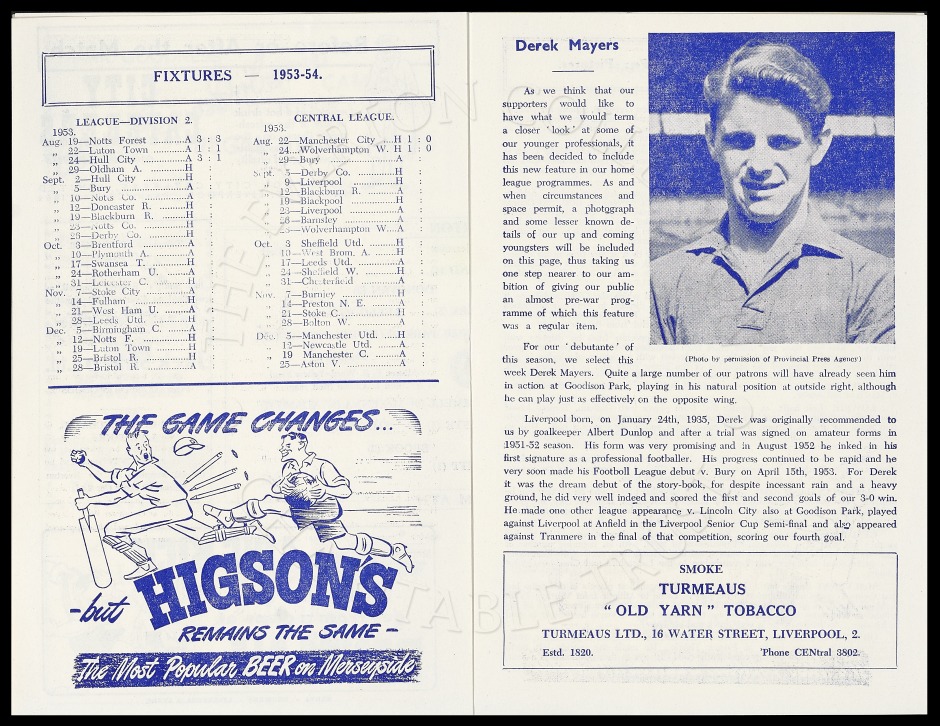 FIXTURES — 1953-54.
LEAGUE—DIVISION 2.
1953.
Aug. 19—Notts Forest ...........A 3 : 3
„ 22—Luton Town ...........A 1 : 1
„ 24—Hull City ...........A 3 : 1
„ 29—Oldham A. ...........H :
Sept. 2—Hull City ...........H :
„ 5—Bury ...........A :
„ 10—Notts Co. ...........A :
„ 12—Doncaster R. ...........H :
„ 19—Blackburn R. ...........A :
„ 23—Notts Co. ...........H :
„ 26—Derby Co. ...........H :
Oct. 3—Brentford ...........A :
„ 10—Plymouth A. ...........A :
„ 17—Swansea T. ...........H :
„ 24—Rotherham U. ...........A :
„ 31—Leicester C. ...........H :
Nov. 7—Stoke City ...........A :
„ 14—Fulham ...........H :
„ 21—West Ham U. ...........A :
„ 28—Leeds Utd. ...........H :
Dec. 5—Birmingham C. ...........A :
„ 12—Notts F. ...........H :
„ 19—Luton Town ...........H :
„ 25—Bristol R. ...........H :
„ 28—Bristol R. ...........A :
CENTRAL LEAGUE.
1953.
Aug. 22—Manchester City ...H 1 : 0
„ 24....Wolverhampton W. H 1 : 0
„ 29—Bury ...........A :
Sept. 5—Derby Co. ...........H :
„ 9—Liverpool ...........H :
„ 12—Blackburn R. ...........A :
„ 19—Blackpool ...........H :
„ 23—Liverpool ...........A :
„ 26—Barnsley ...........A :
„ Wolverhampton W...A :
Oct. 3 Sheffield Utd. ...........H :
„ 10—West Brom. A. ....H :
„ 17—Leeds Utd. ...........A :
„ 24—Sheffield W. ...........H :
„ 31—Chesterfield ...........A :
Nov. 7—Burnley ...........H :
„ 14—Preston N. E. ......A :
„ 21—Stoke C. ...........H :
„ 28—Bolton W. ...........A :
Dec. 5—Manchester Utd. ....H :
„ 12—Newcastle Utd. ....A :
„ 19 Manchester C. ......A :
„ 25—Aston V. ...........H :
THE GAME CHANGES...
-but HIGSON'S
REMAINS THE SAME –
The Most Popular BEER on Merseyside
Derek Mayers
As we think that our
supporters would like to
have what we would term
a closer 'look' at some of
our younger professionals, it
has been decided to include
this new feature in our home
league programmes. As and
when circumstances and
space permit, a photgraph
and some lesser known de-
tails of our up and coming
youngsters will be included
on this page, thus taking us
one step nearer to our am-
bition of giving our public
an almost pre-war prog-
ramme of which this feature
was a regular item.
(Photo by permission of Provincial Press Agency)
For our 'debutante' of
this season, we select this
week Derek Mayers. Quite a large number of our patrons will have already seen him
in action at Goodison Park, playing in his natural position at outside right, although
he can play just as effectively on the opposite wing.
Liverpool born, on January 24th, 1935, Derek was originally recommended to
us by goalkeeper Albert Dunlop and after a trial was signed on amateur forms in
1951-52 season. His form was very promising and in August 1952 he inked in his
first signature as a professional footballer. His progress continued to be rapid and he
very soon made his Football League debut v. Bury on April 15th, 1953. For Derek
it was the dream debut of the story-book, for despite incessant rain and a heavy
ground, he did very well indeed and scored the first and second goals of our 3-0 win.
He made one other league appearance v. Lincoln City also at Goodison Park, played
against Liverpool at Anfield in the Liverpool Senior Cup Semi-final and also appeared
against Tranmere in the final of that competition, scoring our fourth goal.
SMOKE
TURMEAUS
"OLD YARN" TOBACCO
TURMEAUS LTD., 16 WATER STREET, LIVERPOOL, 2.
Estd. 1820. 'Phone CENtral 3802.